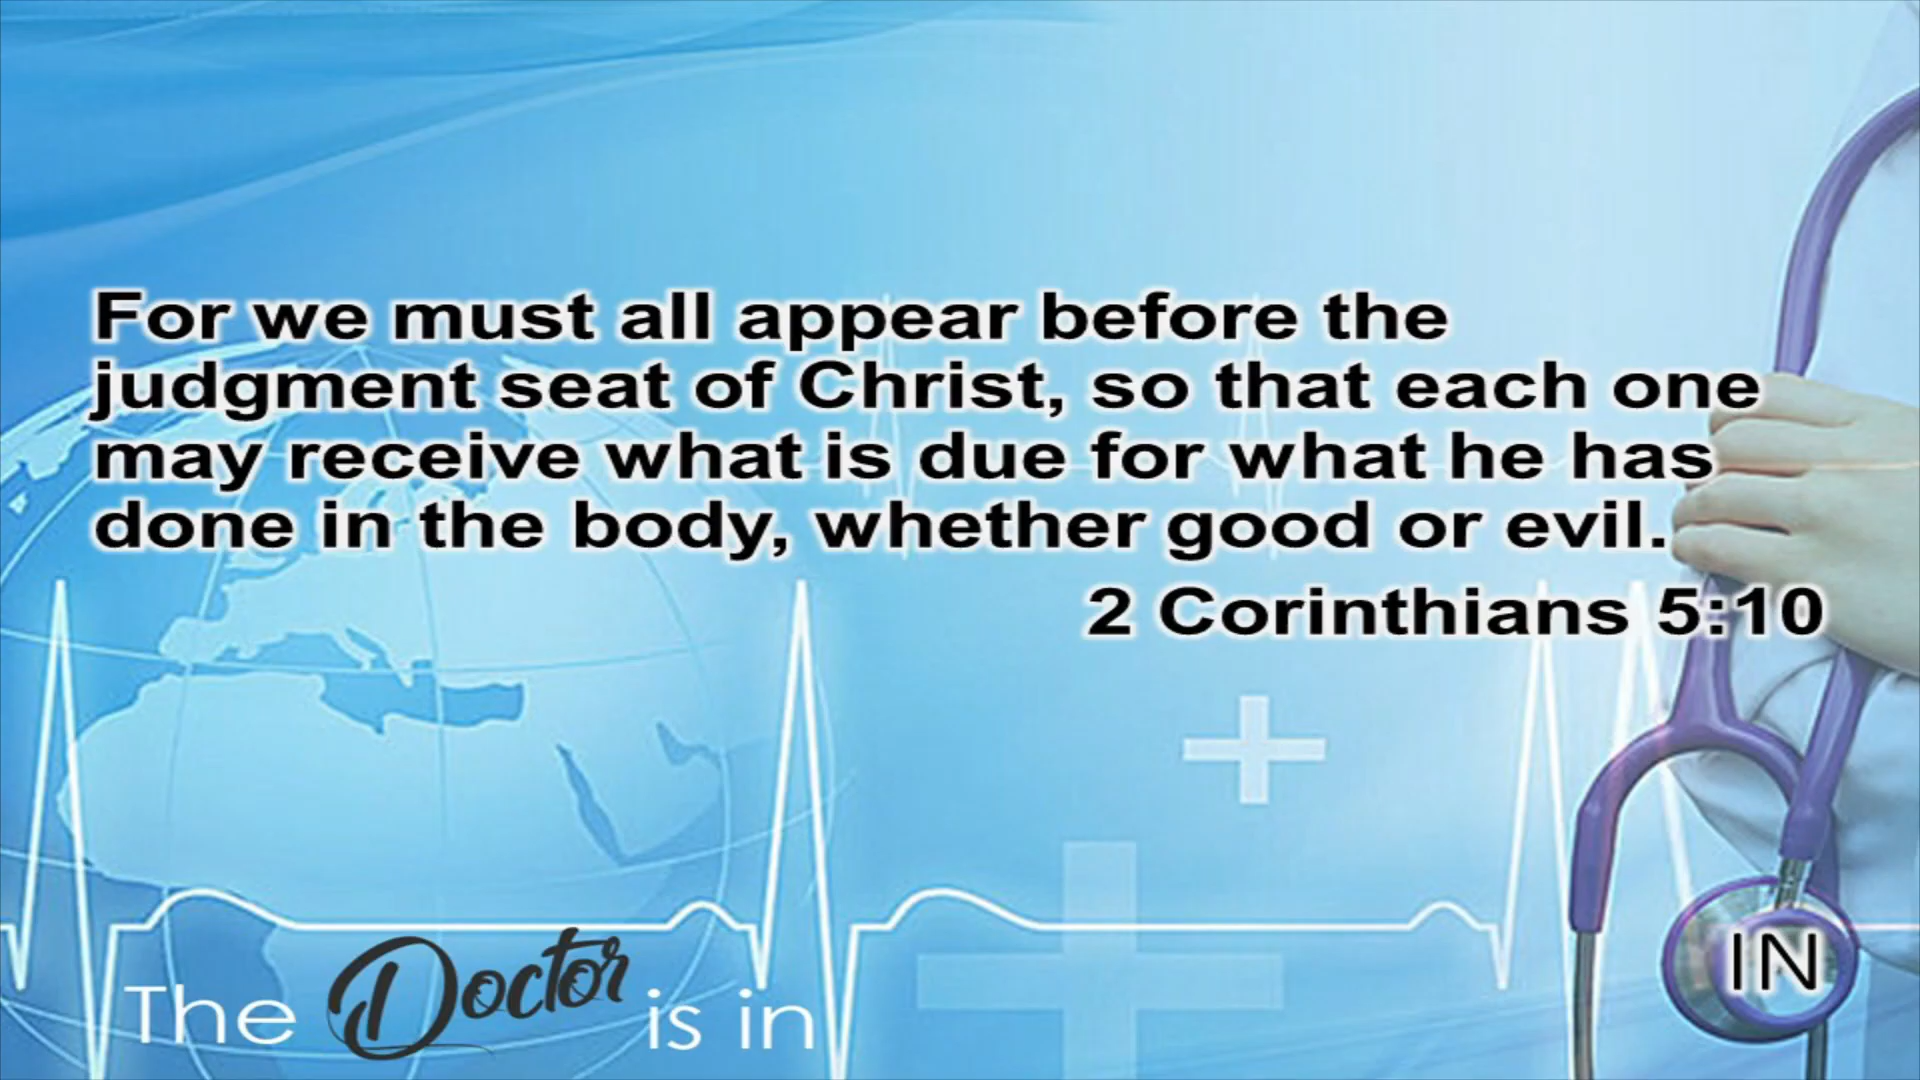 For we must all appear before the
judgment seat of Christ, so that each one
may receive what is due for what he has
done in the body, whether good or evil.
2 Corinthians 5:10
The Doctor is in
IN